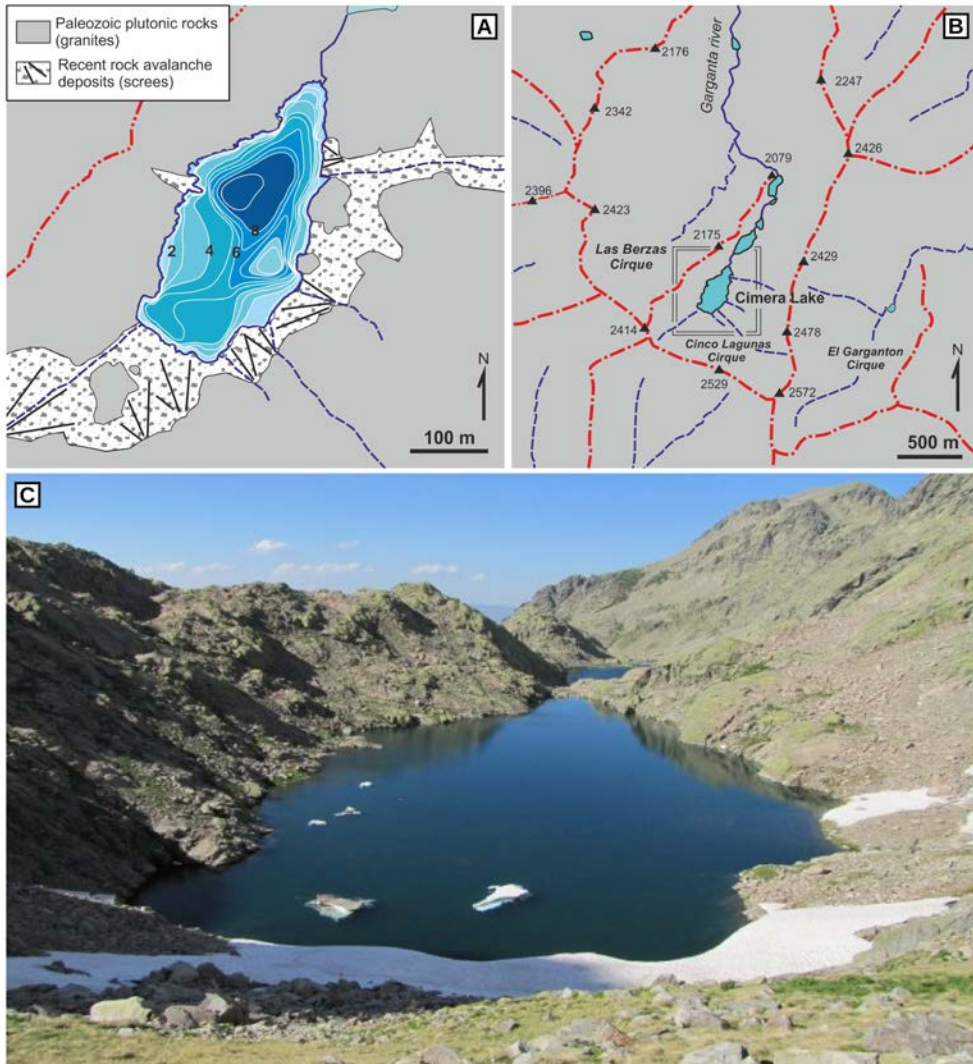 Paleozoic plutonic rocks
(granites)
Recent rock avalanche
deposits (screes)
A
2
4
6
8
N
100 m
B
2176
Garganta river
2247
2342
2426
2079
2396
2423
2175
Las Berzas
Cirque
2429
Cimera Lake
2414
2478
Cinco Lagunas
Cirque
El Garganton
Cirque
2529
2572
N
500 m
C